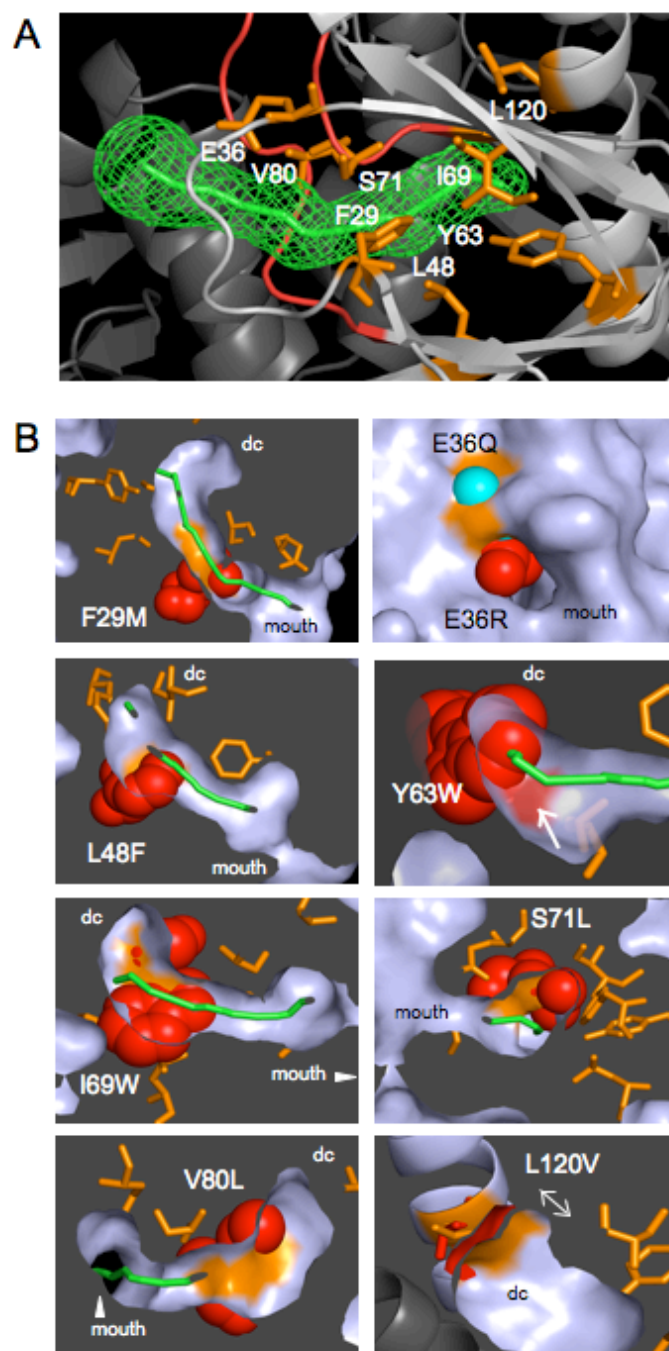 A
L120
E36
V80
S71
I69
F29
Y63
L48
B
dc
F29M
mouth
E36Q
E36R
mouth
dc
L48F
mouth
dc
Y63W
dc
I69W
mouth
S71L
mouth
V80L
dc
mouth
L120V
dc